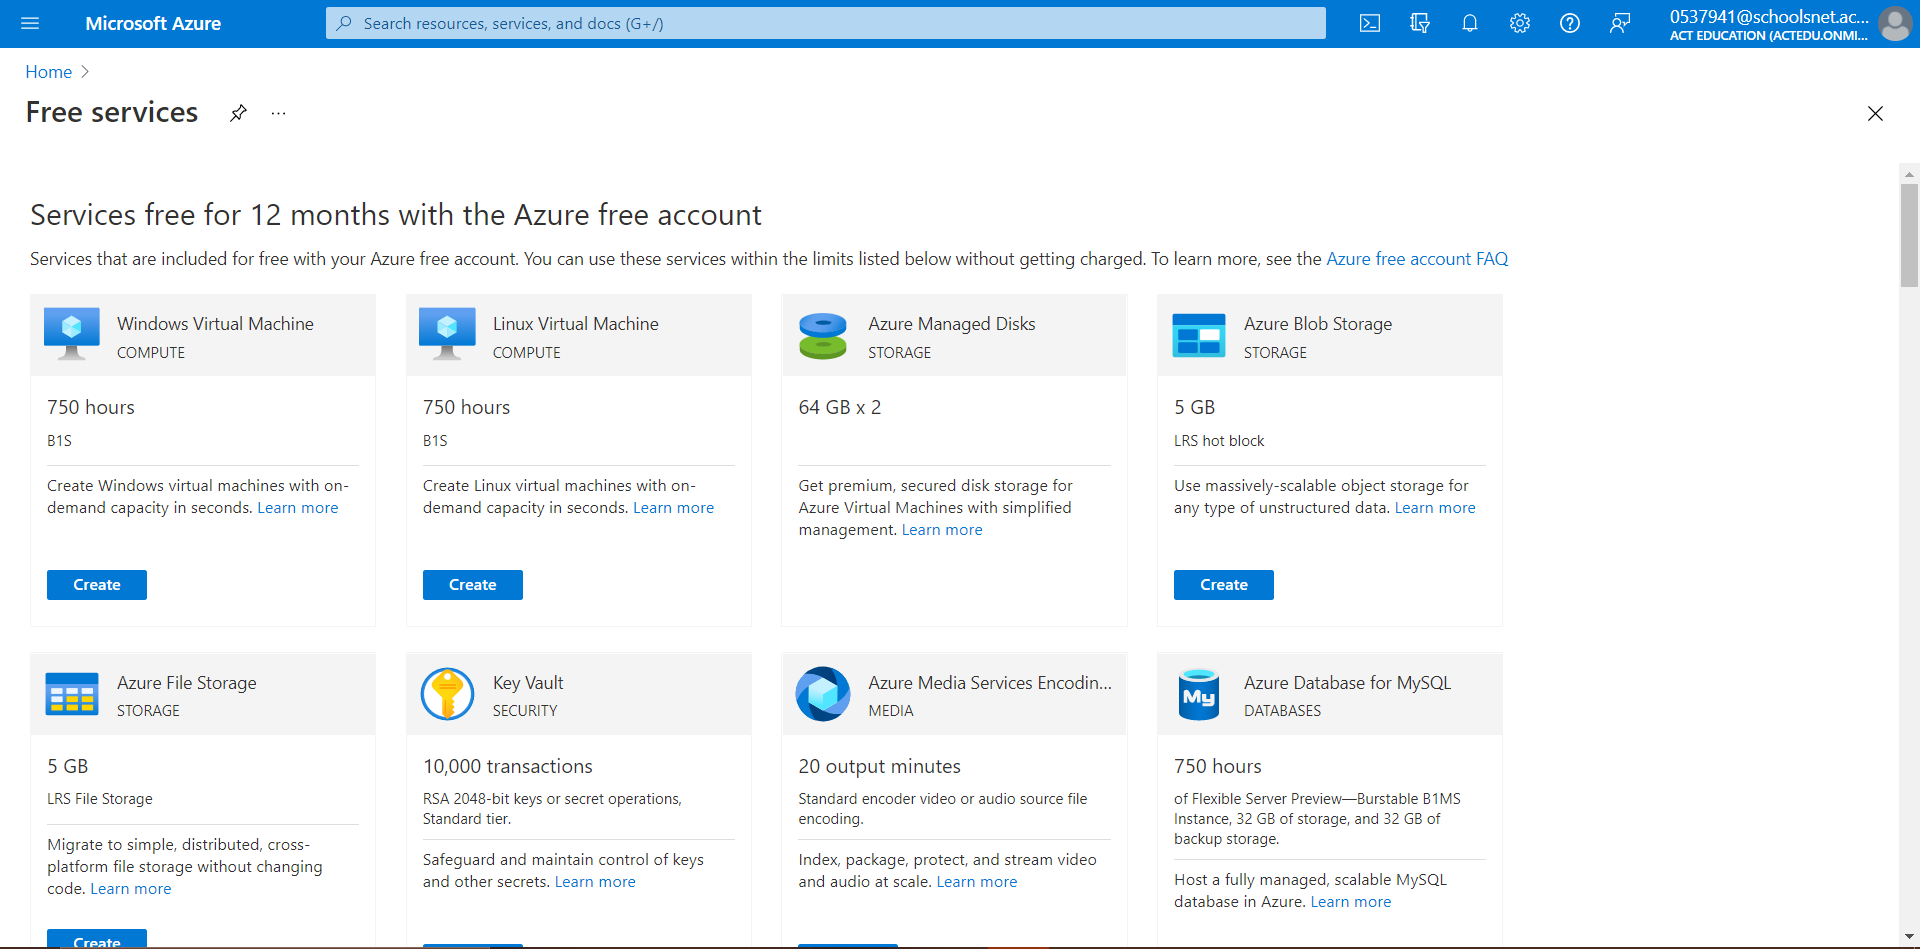 Microsoft Azure
Search resources, services, and docs (G+/)
0537941@schoolsnet.ac...
ACT EDUCATION (ACTEDU.ONMI...
Home
Free services
...
Services free for 12 months with the Azure free account
Services that are included for free with your Azure free account. You can use these services within the limits listed below without getting charged. To learn more, see the Azure free account FAQ
Windows Virtual Machine
COMPUTE
750 hours
B1S
Create Windows virtual machines with on-
demand capacity in seconds. Learn more
Create
Linux Virtual Machine
COMPUTE
750 hours
B1S
Create Linux virtual machines with on-
demand capacity in seconds. Learn more
Create
Azure Managed Disks
STORAGE
64 GB x 2
Get premium, secured disk storage for
Azure Virtual Machines with simplified
management. Learn more
Azure Blob Storage
STORAGE
5 GB
LRS hot block
Use massively-scalable object storage for
any type of unstructured data. Learn more
Create
Azure File Storage
STORAGE
5 GB
LRS File Storage
Migrate to simple, distributed, cross-
platform file storage without changing
code. Learn more
Create
Key Vault
SECURITY
10,000 transactions
RSA 2048-bit keys or secret operations,
Standard tier.
Safeguard and maintain control of keys
and other secrets. Learn more
Azure Media Services Encodin...
MEDIA
20 output minutes
Standard encoder video or audio source file
encoding.
Index, package, protect, and stream video
and audio at scale. Learn more
My
Azure Database for MySQL
DATABASES
750 hours
of Flexible Server Preview—Burstable B1MS
Instance, 32 GB of storage, and 32 GB of
backup storage.
Host a fully managed, scalable MySQL
database in Azure. Learn more